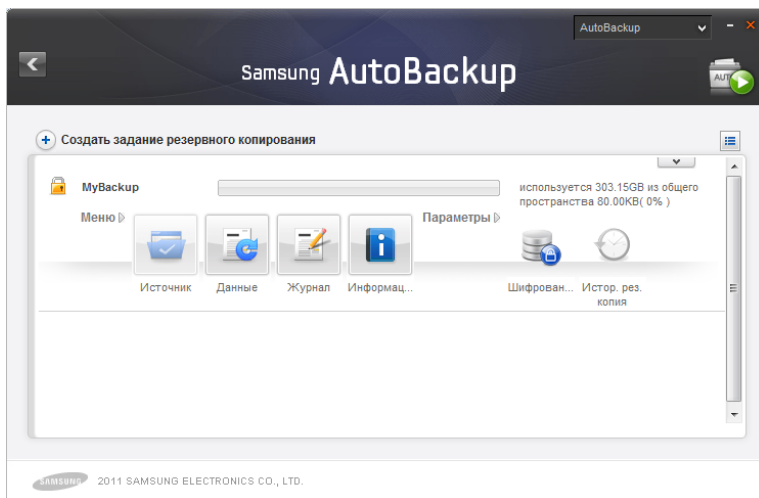 AutoBackup
Samsung AutoBackup
AUTO
Создать задание резервного копирования
MyBackup
используется 303.15GB из общего
пространства 80.00KB( 0% )
Меню
Параметры
Источник
Данные
Журнал
Информац...
Шифрован...
Истор. рез.
копия
SAMSUNG
2011 SAMSUNG ELECTRONICS CO., LTD.